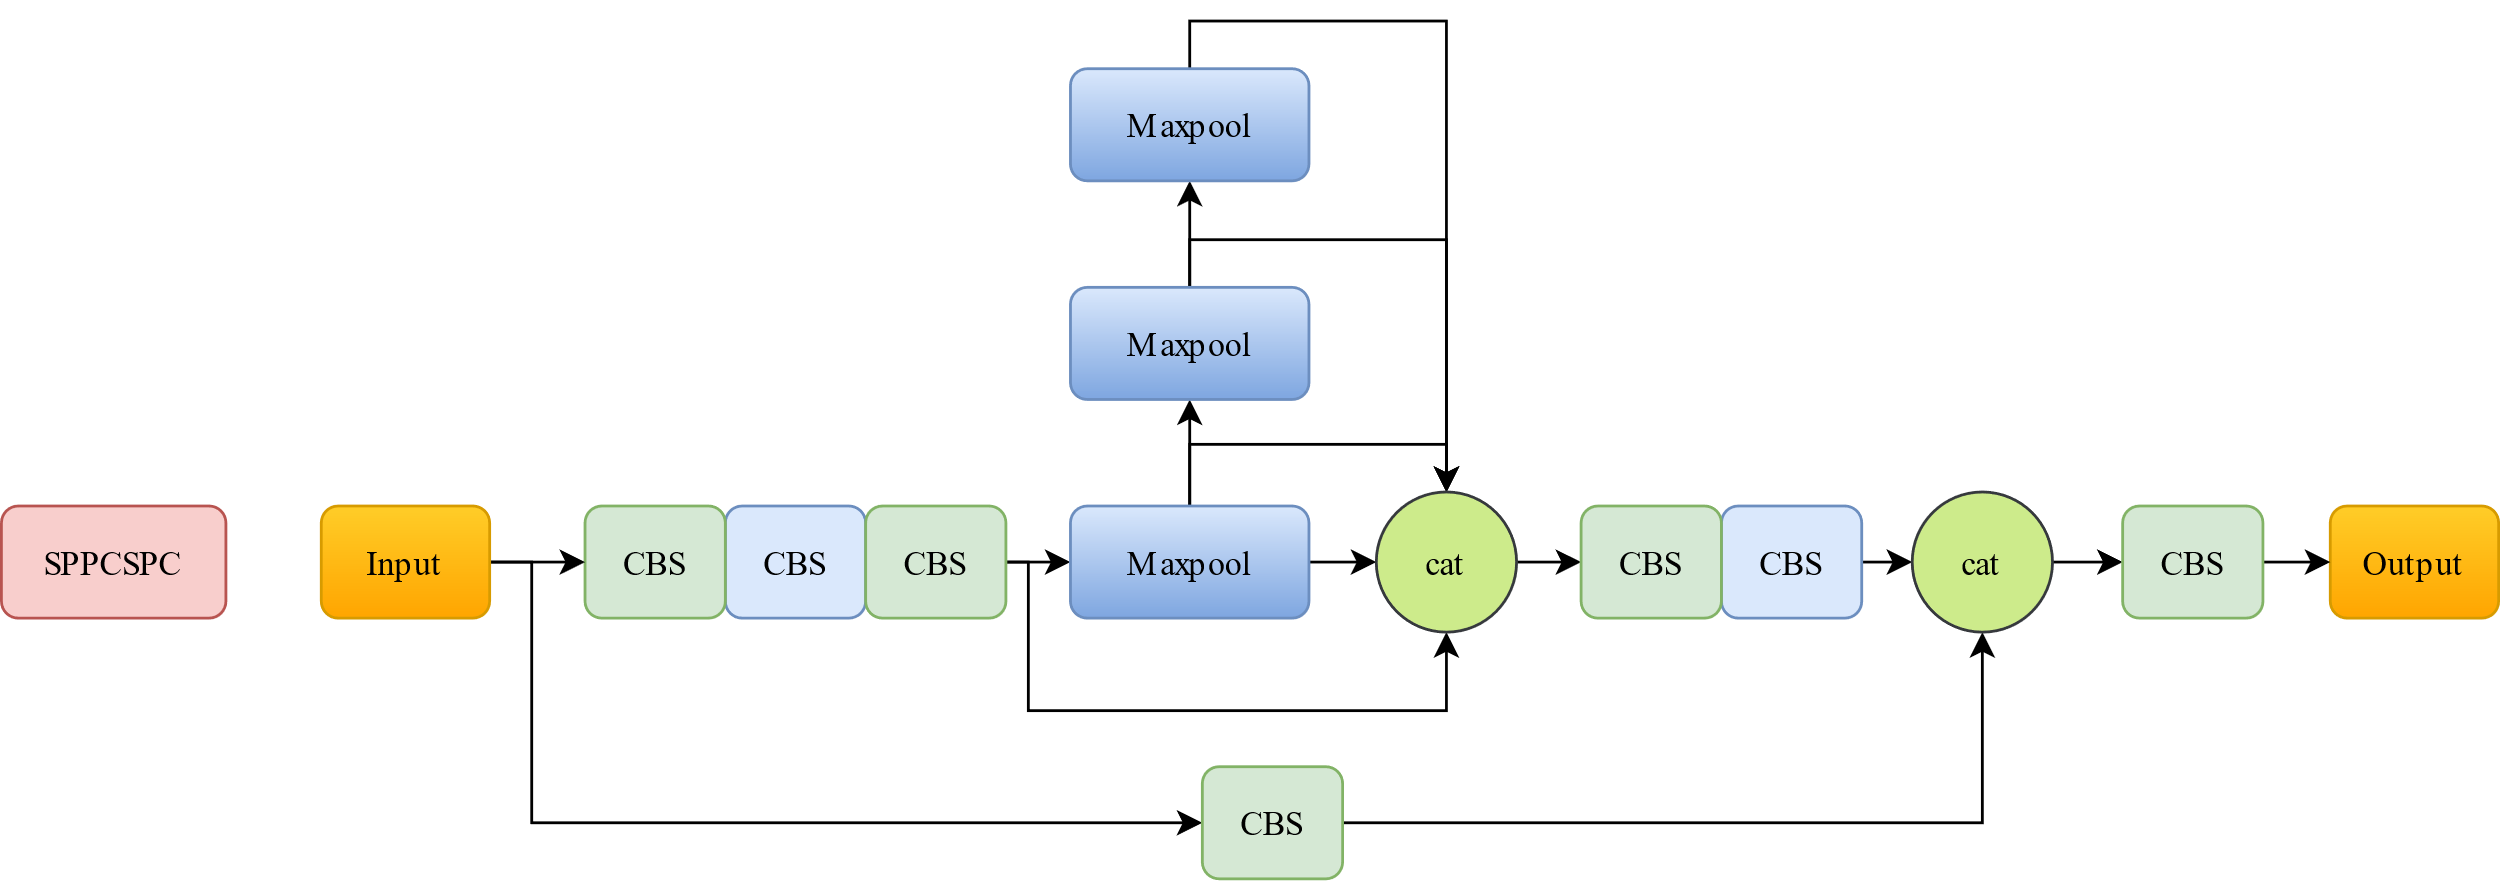 Maxpool
Maxpool
SPPCSPC
Input
CBS
CBS
CBS
Maxpool
cat
CBS
CBS
cat
CBS
Output
CBS